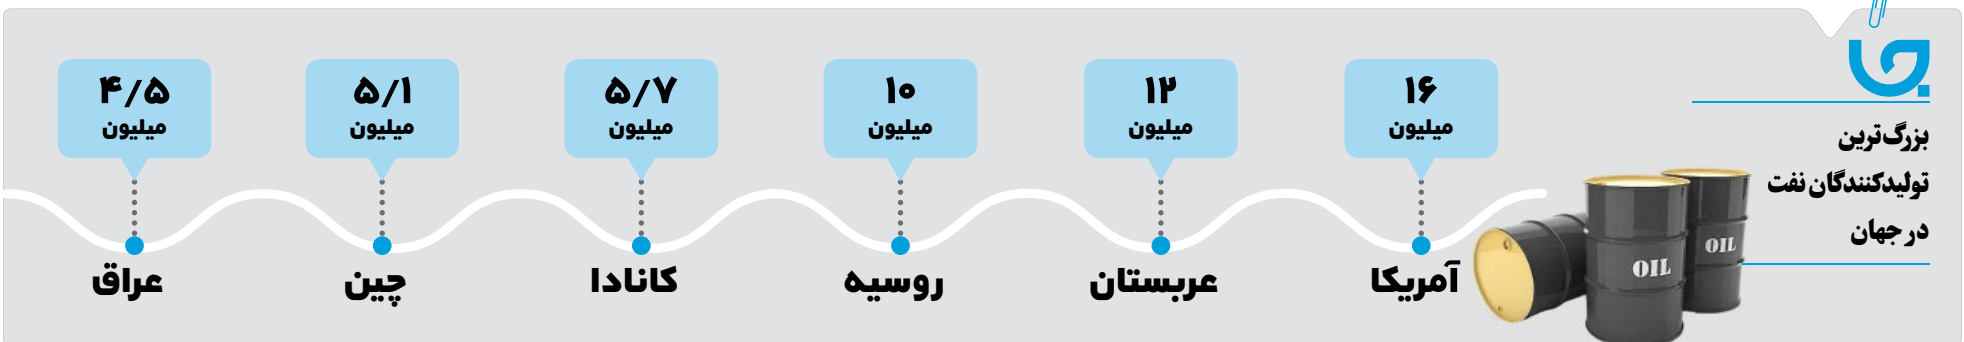 بزرگ‌ترین
تولیدکنندگان نفت
در جهان
۱۶
میلیون
آمریکا
۱۲
میلیون
عربستان
۱۰
میلیون
روسیه
۵/۷
میلیون
کانادا
۵/۱
میلیون
چین
۴/۵
میلیون
عراق
OIL
OIL